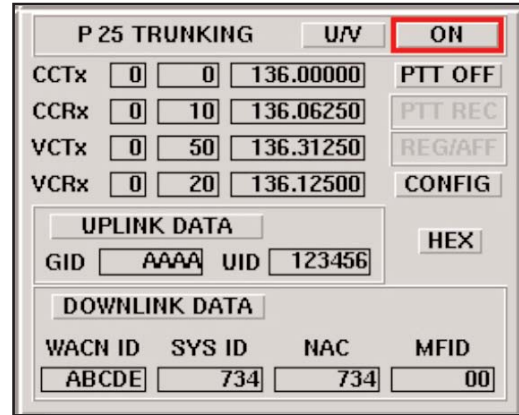 P 25 TRUNKING U/V ON
CCTx 0 0 136.00000 PTT OFF
CCRx 0 10 136.06250 PTT REC
VCTx 0 50 136.31250 REG/AFF
VCRx 0 20 136.12500 CONFIG
UPLINK DATA
HEX
GID AAAA UID 123456
DOWNLINK DATA
WACN ID SYS ID NAC MFID
ABCDE 734 734 00